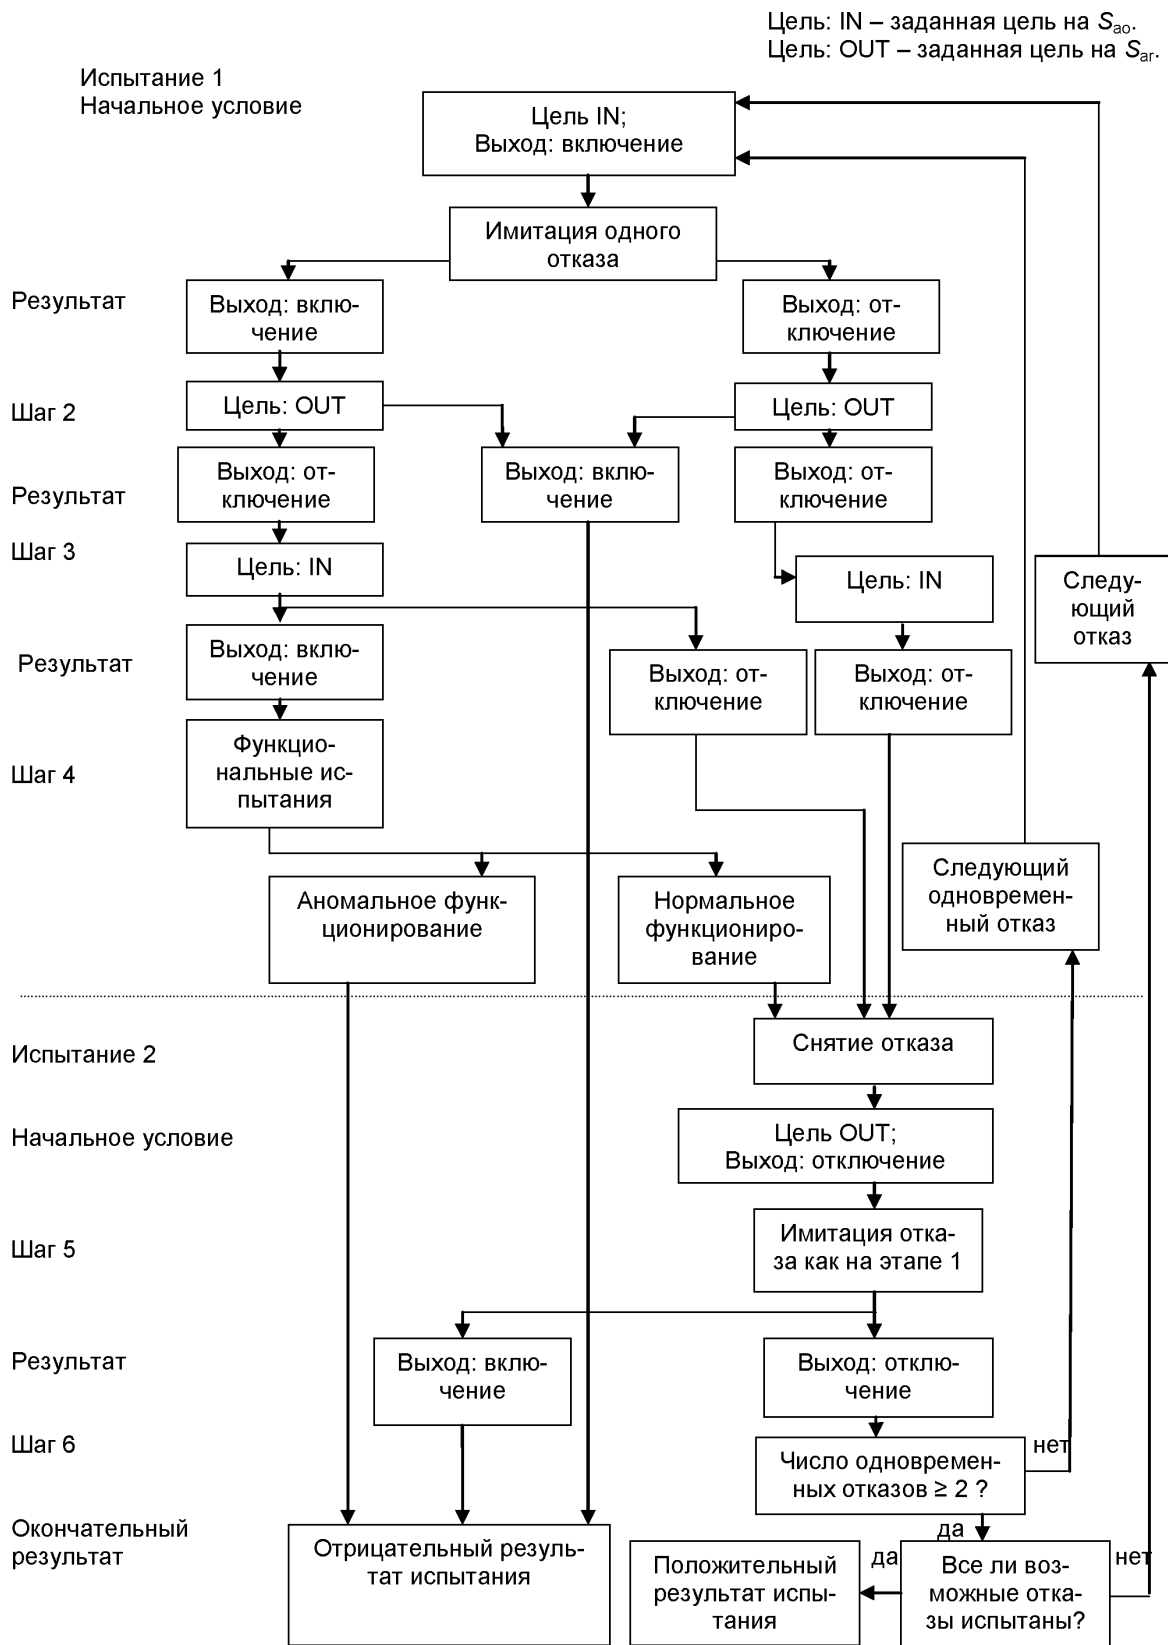 Цель: IN – заданная цель на Sao.
Цель: OUT – заданная цель на Sar.
Испытание 1
Начальное условие
Цель IN;
Выход: включение
Имитация одного
отказа
Результат
Выход: вклю-
чение
Выход: от-
ключение
Шаг 2
Цель: OUT
Цель: OUT
Результат
Выход: от-
ключение
Выход: вклю-
чение
Выход: от-
ключение
Шаг 3
Цель: IN
Цель: IN
Следу-
ющий
отказ
Результат
Выход: вклю-
чение
Выход: от-
ключение
Выход: от-
ключение
Шаг 4
Функцио-
нальные ис-
пытания
Аномальное функ-
ционирование
Нормальное
функциониро-
вание
Следующий
одновремен-
ный отказ
Испытание 2
Снятие отказа
Начальное условие
Цель OUT;
Выход: отключение
Шаг 5
Имитация отка-
за как на этапе 1
Результат
Выход: вклю-
чение
Выход: отклю-
чение
Шаг 6
Число одновремен-
ных отказов ≥ 2 ?
нет
да
Окончательный
результат
Отрицательный резуль-
тат испытания
Положительный
результат испы-
тания
да
Все ли воз-
можные отка-
зы испытаны?
нет